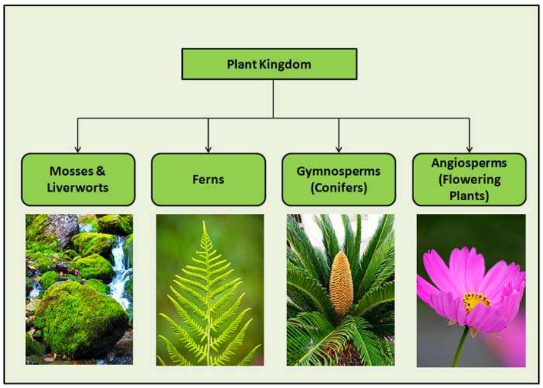 Plant Kingdom
Mosses &
Liverworts
Ferns
Gymnosperms
(Conifers)
Angiosperms
(Flowering
Plants)